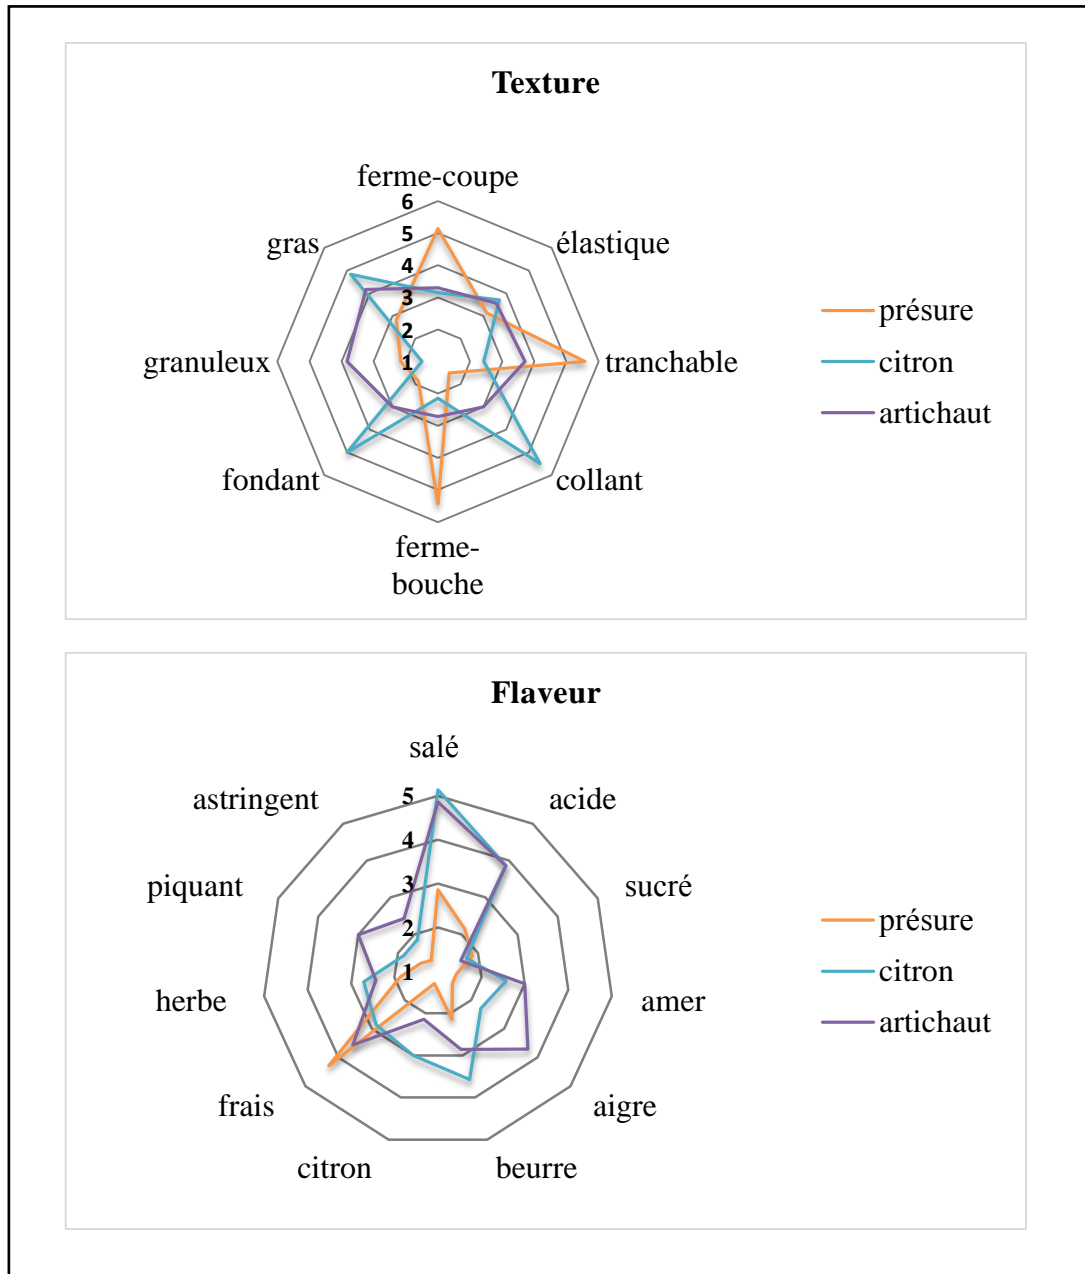 Texture
ferme-coupe
6
5
4
3
2
1
élastique
tranchable
collant
ferme-
bouche
fondant
granuleux
gras
présure
citron
artichaut
Flaveur
salé
5
4
3
2
1
acide
sucré
amer
aigre
beurre
citron
frais
herbe
piquant
astringent
présure
citron
artichaut